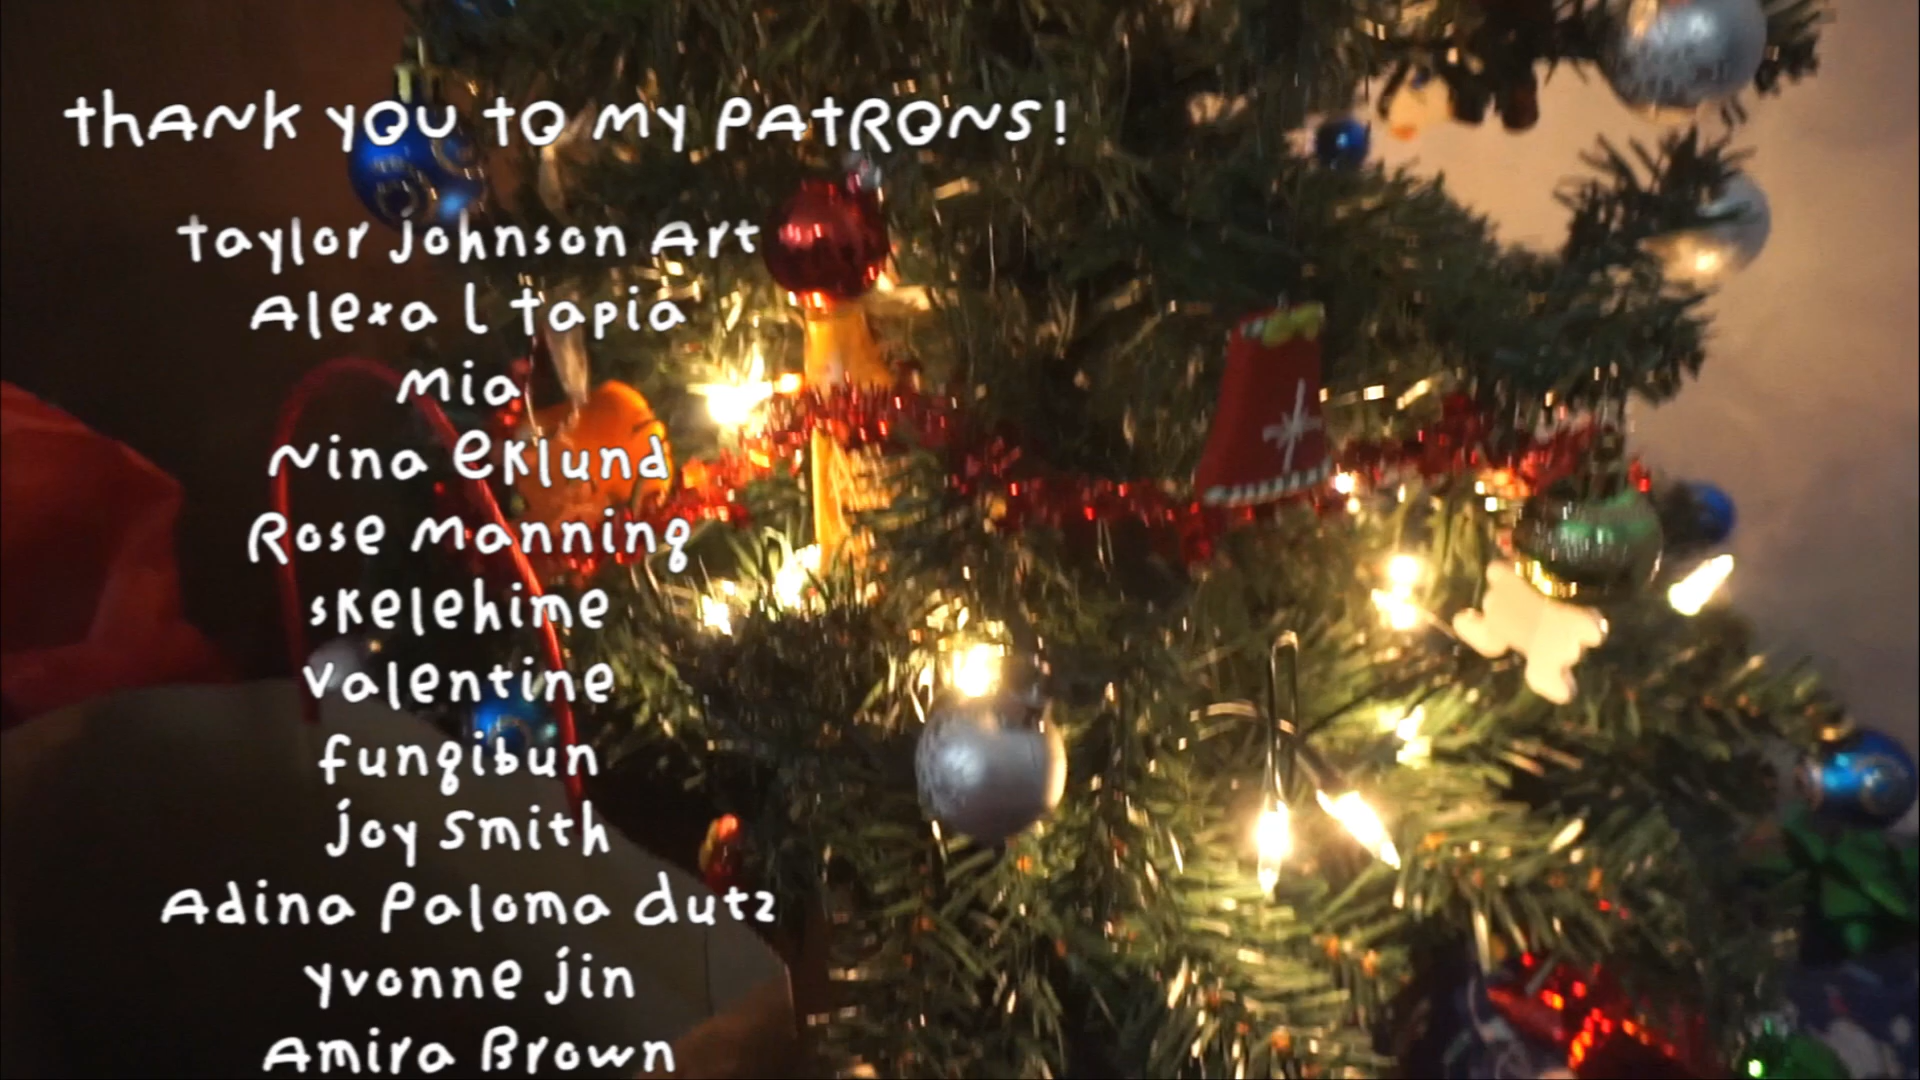 thANK YOU TO MY PATRONS!
taylor johnson Art
Alexa l tapia
Mia
Nina eklund
Rose Manning
skelehime
valentine
fungibun
joy smith
Adina Paloma dutz
yvonne jin
Amira Brown